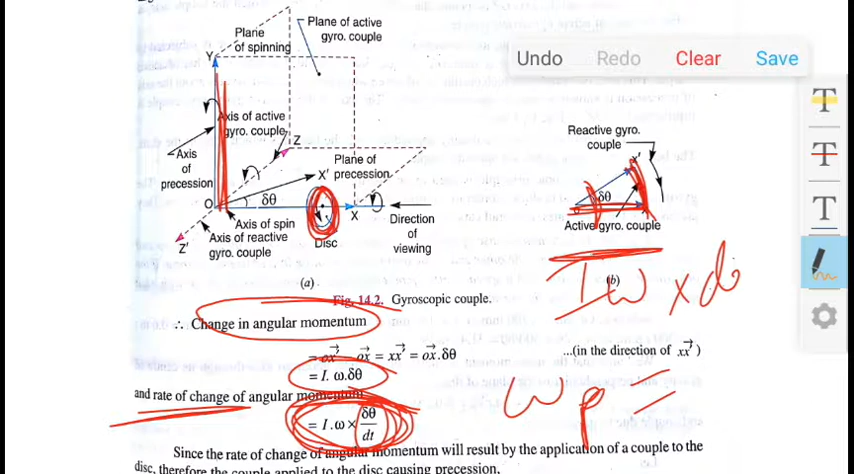 Undo Redo Clear Save
T
T
T
Plane of spinning
Plane of active gyro. couple
Y
Axis of active gyro. couple
Z
Axis of precession
Plane of precession
X'
O
δθ
X
Axis of spin
Disc
Direction of viewing
Z'
Axis of reactive gyro. couple
Reactive gyro. couple
x'
δθ
Active gyro. couple
(a)
(b)
Iω × d
Fig. 14.2. Gyroscopic couple.
∴ Change in angular momentum
= ox' – ox = xx' = ox.δθ ...(in the direction of xx')
= I. ω.δθ
and rate of change of angular momentum
ωp =
= I.ω × δθ/dt
Since the rate of change of angular momentum will result by the application of a couple to the
disc, therefore the couple applied to the disc causing precession,